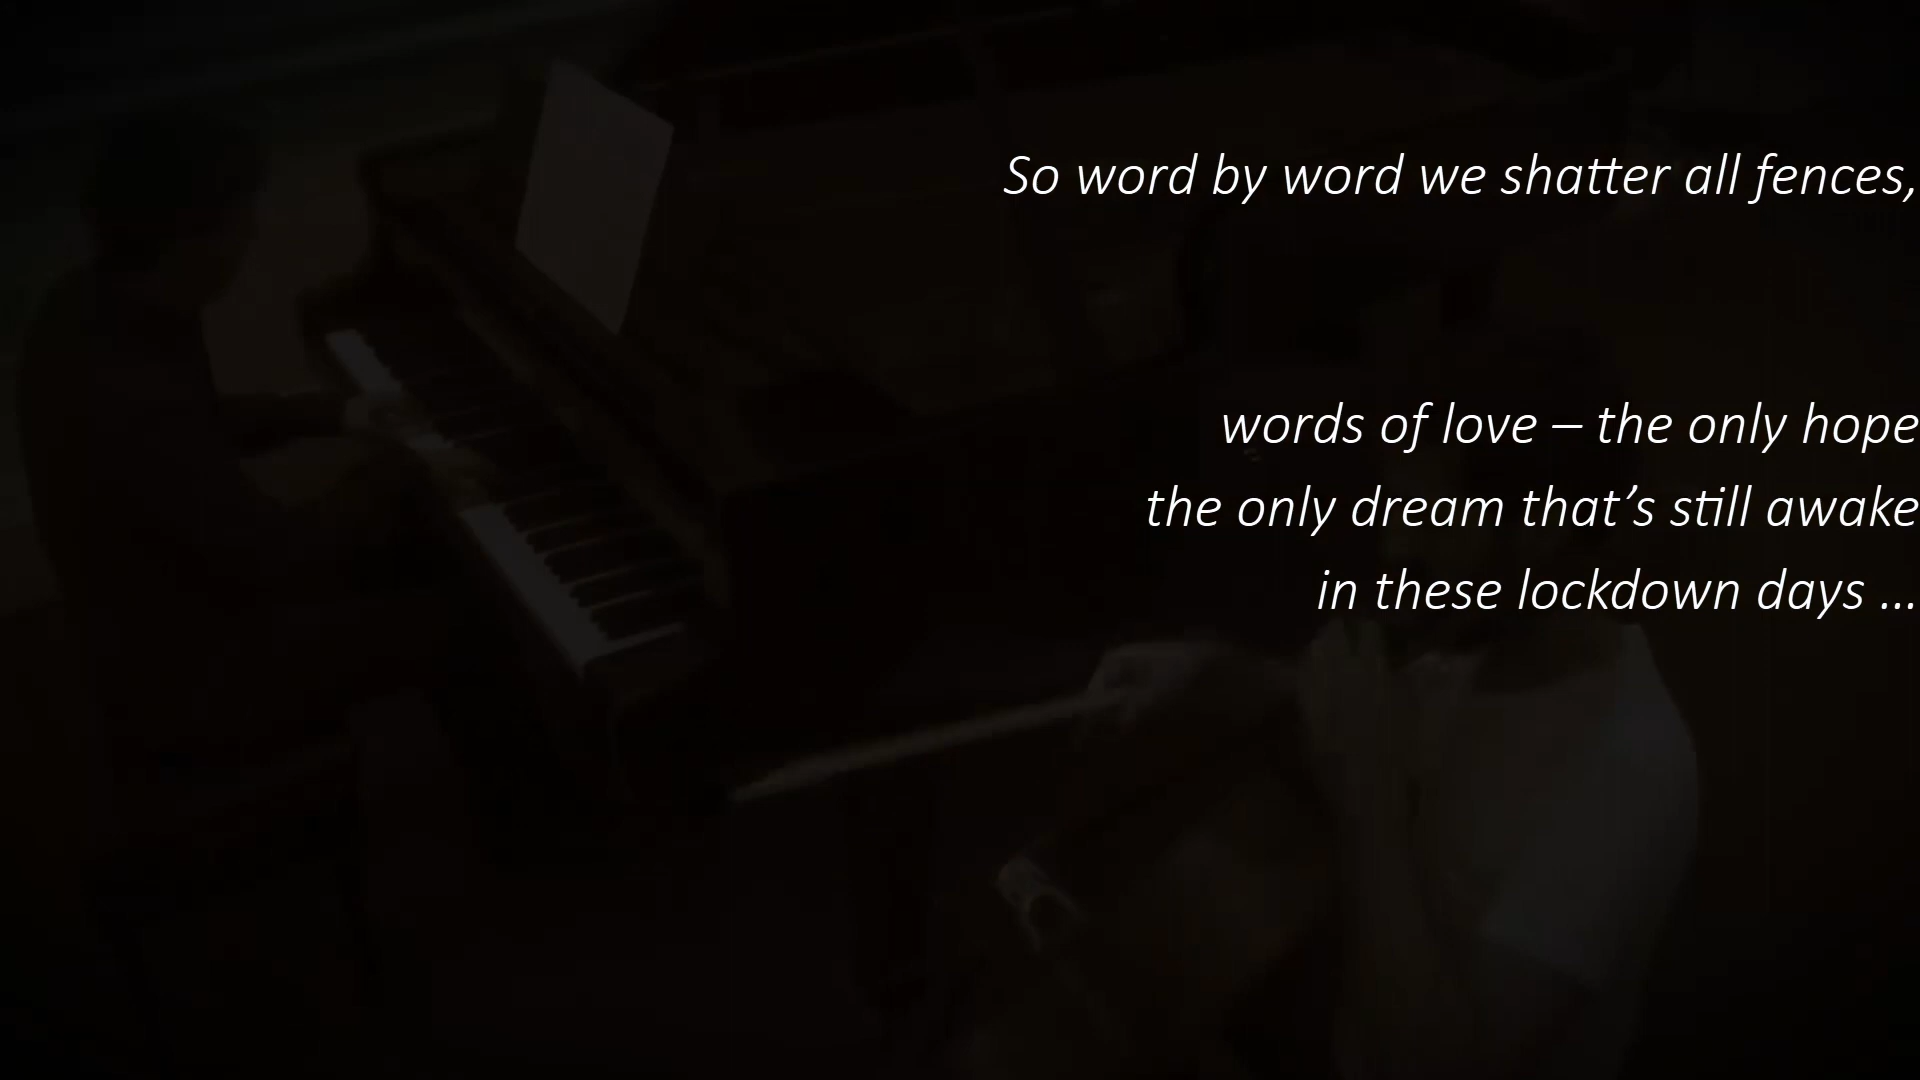 So word by word we shatter all fences,
words of love – the only hope
the only dream that’s still awake
in these lockdown days ...